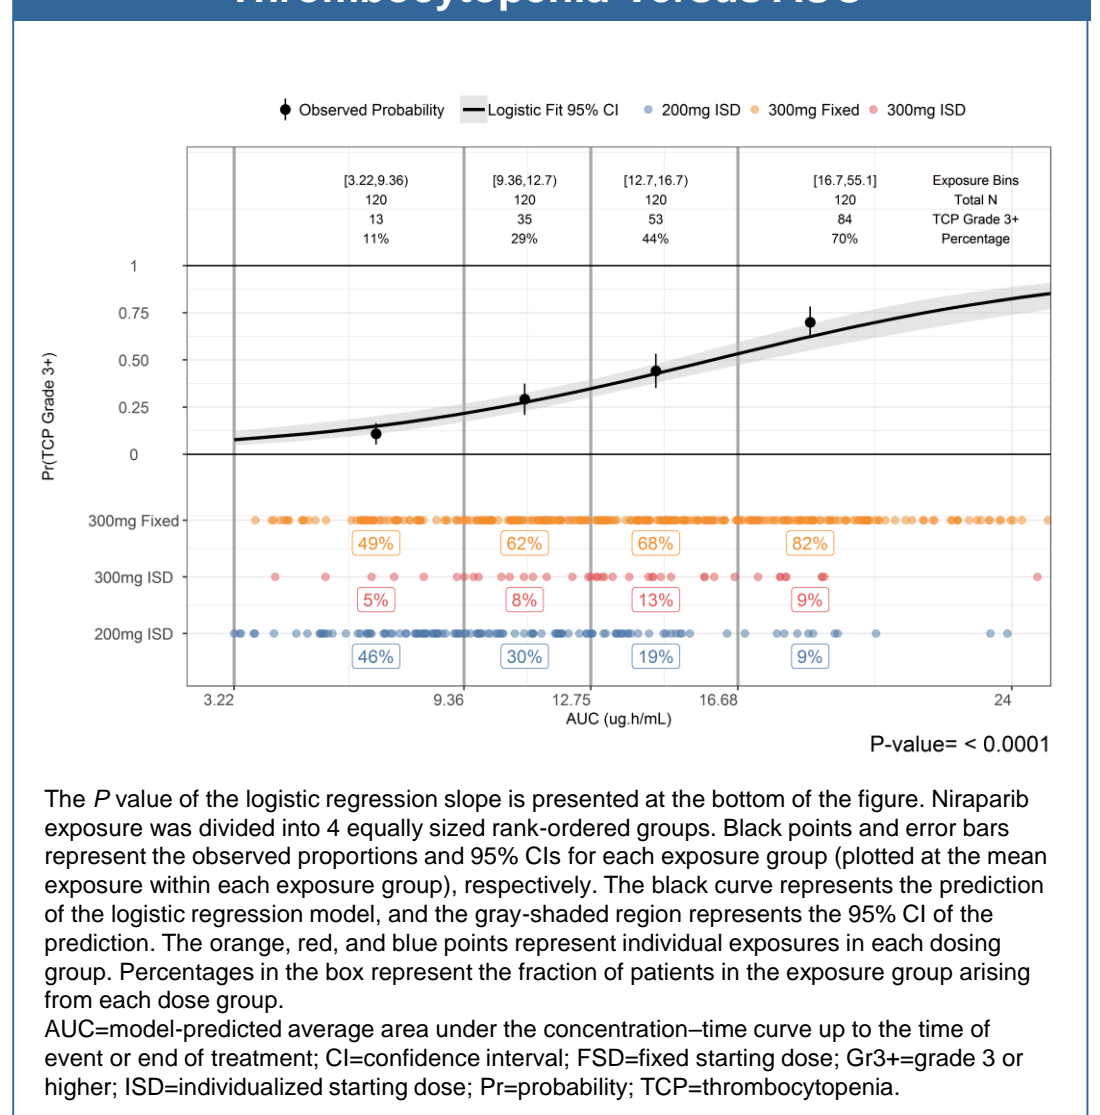 Thrombocytopenia Versus AUC
Observed Probability Logistic Fit 95% CI 200mg ISD 300mg Fixed 300mg ISD
[3.22,9.36) [9.36,12.7) [12.7,16.7) [16.7,55.1] Exposure Bins
120 120 120 120 Total N
13 35 53 84 TCP Grade 3+
11% 29% 44% 70% Percentage
1
0.75
0.50
0.25
0
Pr(TCP Grade 3+)
300mg Fixed
49% 62% 68% 82%
300mg ISD
5% 8% 13% 9%
200mg ISD
46% 30% 19% 9%
3.22 9.36 12.75 16.68 24
AUC (ug.h/mL)
P-value= < 0.0001
The P value of the logistic regression slope is presented at the bottom of the figure. Niraparib
exposure was divided into 4 equally sized rank-ordered groups. Black points and error bars
represent the observed proportions and 95% CIs for each exposure group (plotted at the mean
exposure within each exposure group), respectively. The black curve represents the prediction
of the logistic regression model, and the gray-shaded region represents the 95% CI of the
prediction. The orange, red, and blue points represent individual exposures in each dosing
group. Percentages in the box represent the fraction of patients in the exposure group arising
from each dose group.
AUC=model-predicted average area under the concentration–time curve up to the time of
event or end of treatment; CI=confidence interval; FSD=fixed starting dose; Gr3+=grade 3 or
higher; ISD=individualized starting dose; Pr=probability; TCP=thrombocytopenia.